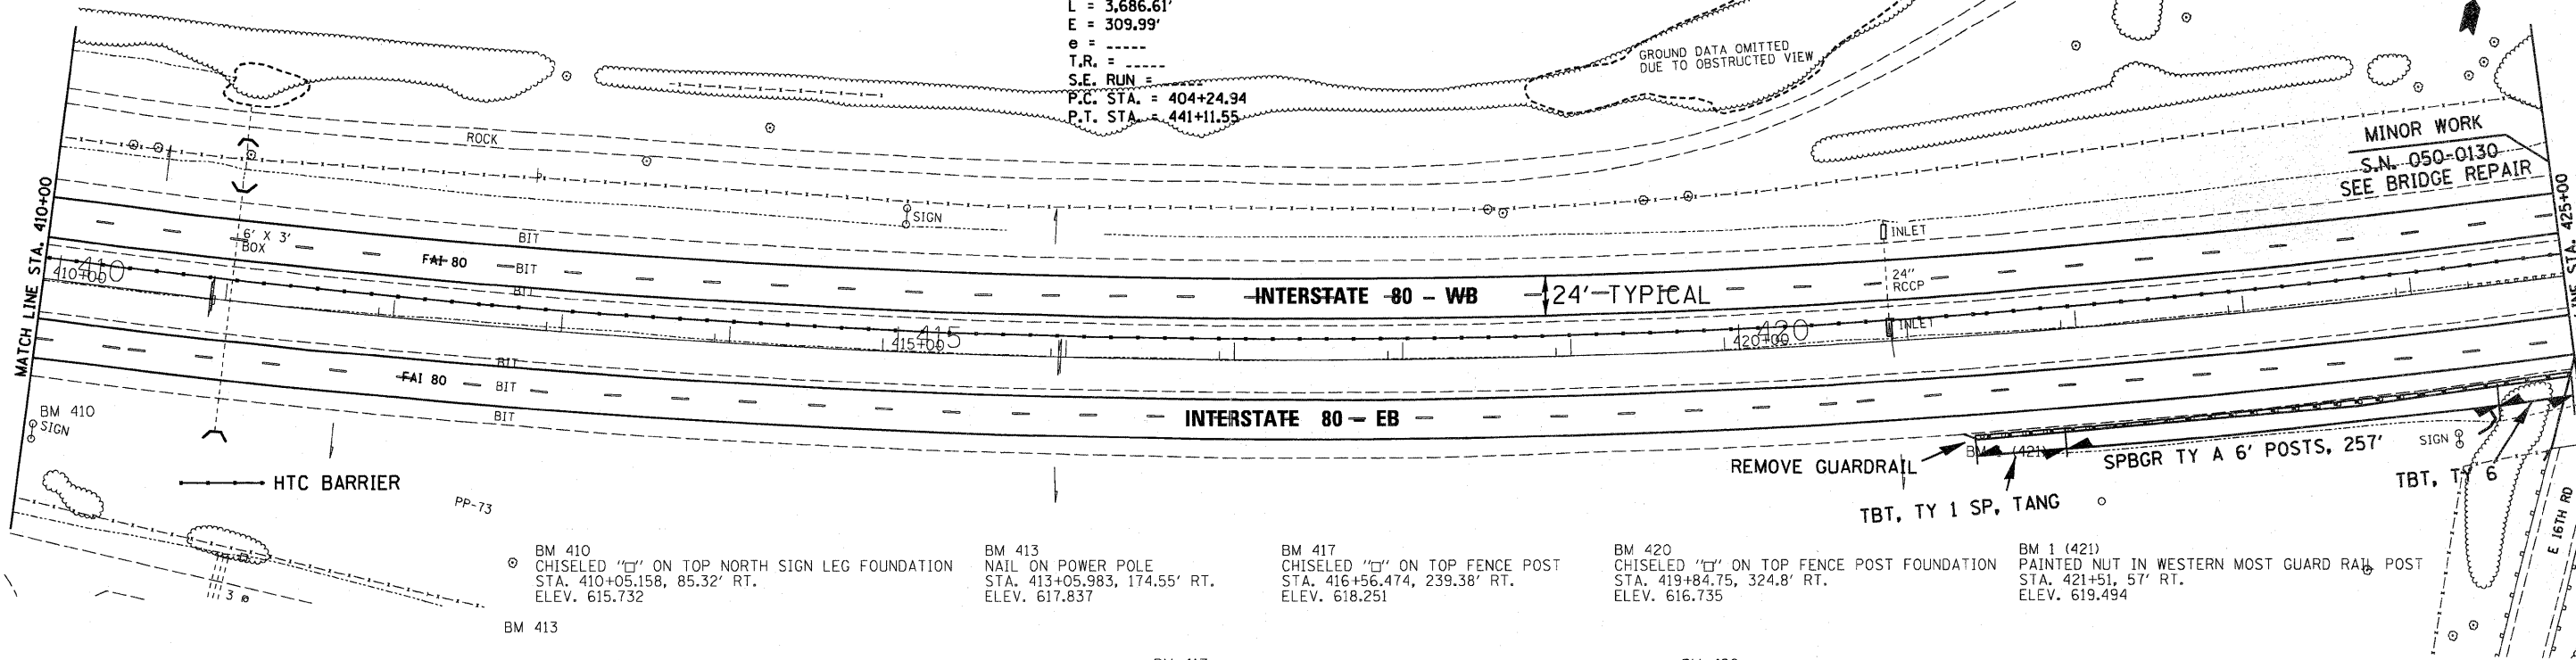 L = 3,686.61'
E = 309.99'
e = -----
T.R. = -----
S.E. RUN = -----
P.C. STA. = 404+24.94
P.T. STA. = 441+11.55
GROUND DATA OMITTED
DUE TO OBSTRUCTED VIEW
ROCK
MINOR WORK
S.N. 050-0130
SEE BRIDGE REPAIR
MATCH LINE STA. 410+00
LINE STA. 425+00
SIGN
6' X 3'
BOX
BIT
FAI 80
BIT
BIT
INLET
24"
RCCP
INTERSTATE 80 - WB
24' TYPICAL
410
410+00
415
415+00
420
420+00
INLET
BIT
FAI 80
BIT
BIT
INTERSTATE 80 - EB
BM 410
SIGN
HTC BARRIER
PP-73
REMOVE GUARDRAIL
BM 1 (421)
TBT, TY 1 SP, TANG
SPBGR TY A 6' POSTS, 257'
SIGN
TBT, TY 6
E 16TH RD
BM 410
CHISELED "□" ON TOP NORTH SIGN LEG FOUNDATION
STA. 410+05.158, 85.32' RT.
ELEV. 615.732
BM 413
NAIL ON POWER POLE
STA. 413+05.983, 174.55' RT.
ELEV. 617.837
BM 417
CHISELED "□" ON TOP FENCE POST
STA. 416+56.474, 239.38' RT.
ELEV. 618.251
BM 420
CHISELED "□" ON TOP FENCE POST FOUNDATION
STA. 419+84.75, 324.8' RT.
ELEV. 616.735
BM 1 (421)
PAINTED NUT IN WESTERN MOST GUARD RAIL POST
STA. 421+51, 57' RT.
ELEV. 619.494
3 ø
BM 413